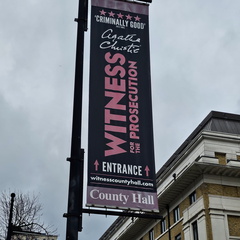 ★★★★★
'CRIMINALLY GOOD'
Agatha
Christie
WITNESS
FOR THE
PROSECUTION
ENTRANCE
witnesscountyhall.com
County Hall